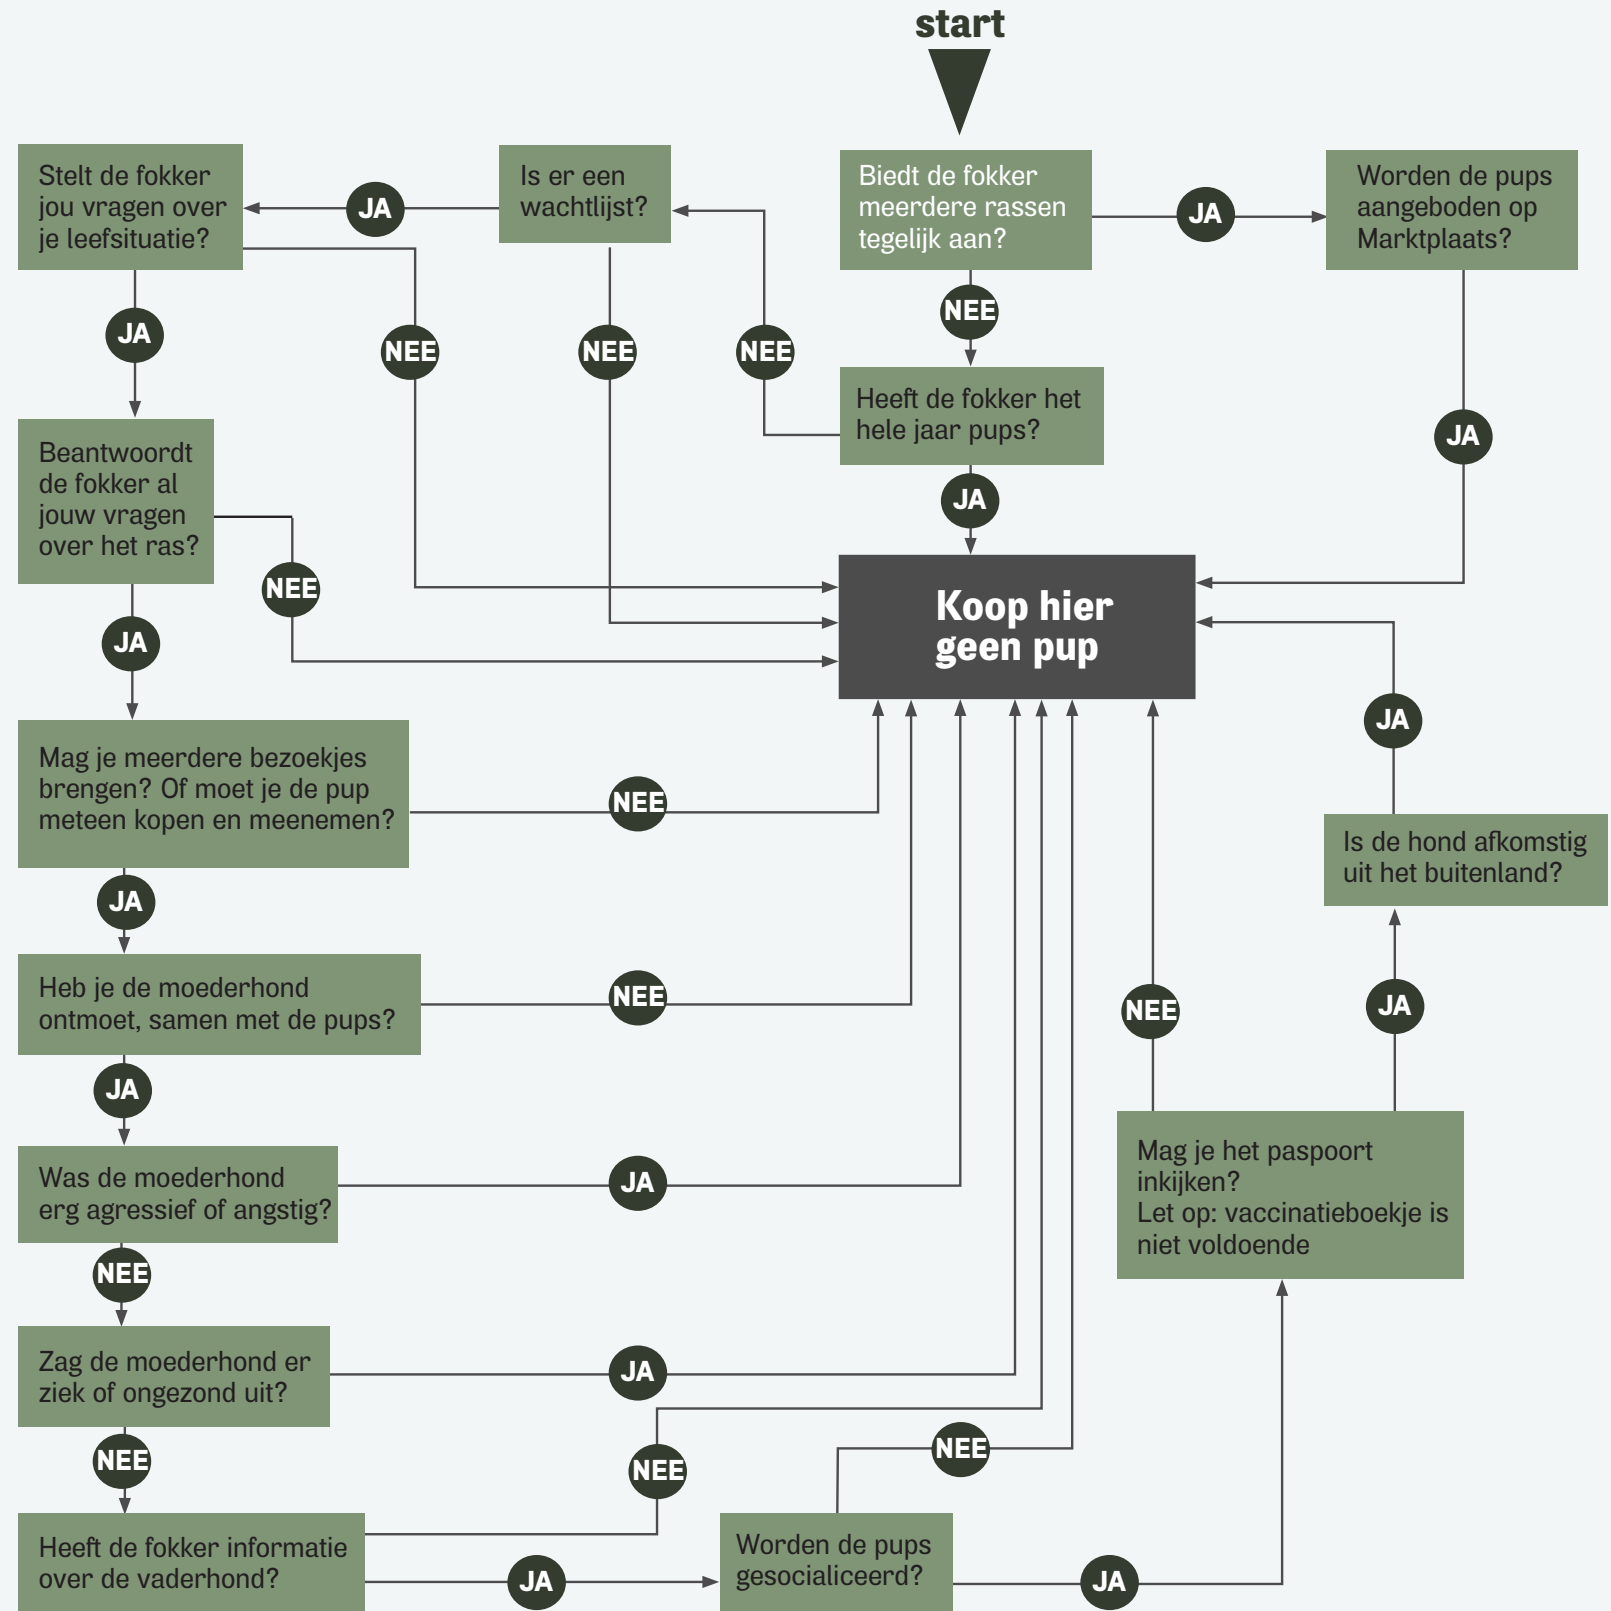 start
Biedt de fokker
meerdere rassen
tegelijk aan?
JA
Worden de pups
aangeboden op
Marktplaats?
JA
NEE
Heeft de fokker het
hele jaar pups?
JA
NEE
Is er een
wachtlijst?
NEE
JA
Stelt de fokker
jou vragen over
je leefsituatie?
NEE
JA
Beantwoordt
de fokker al
jouw vragen
over het ras?
NEE
JA
Koop hier
geen pup
Mag je meerdere bezoekjes
brengen? Of moet je de pup
meteen kopen en meenemen?
NEE
JA
Heb je de moederhond
ontmoet, samen met de pups?
NEE
JA
Was de moederhond
erg agressief of angstig?
JA
NEE
Zag de moederhond er
ziek of ongezond uit?
JA
NEE
Heeft de fokker informatie
over de vaderhond?
NEE
JA
Worden de pups
gesocialiceerd?
NEE
JA
Mag je het paspoort
inkijken?
Let op: vaccinatieboekje is
niet voldoende
NEE
JA
Is de hond afkomstig
uit het buitenland?
JA